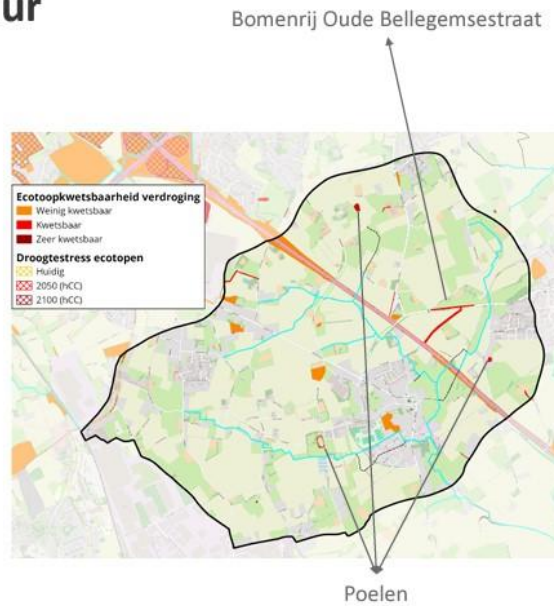 ur
Bomenrij Oude Bellegemsestraat
Ecotoopkwetsbaarheid verdroging
Weinig kwetsbaar
Kwetsbaar
Zeer kwetsbaar
Droogtestress ecotopen
Huidig
2050 (hCC)
2100 (hCC)
Poelen